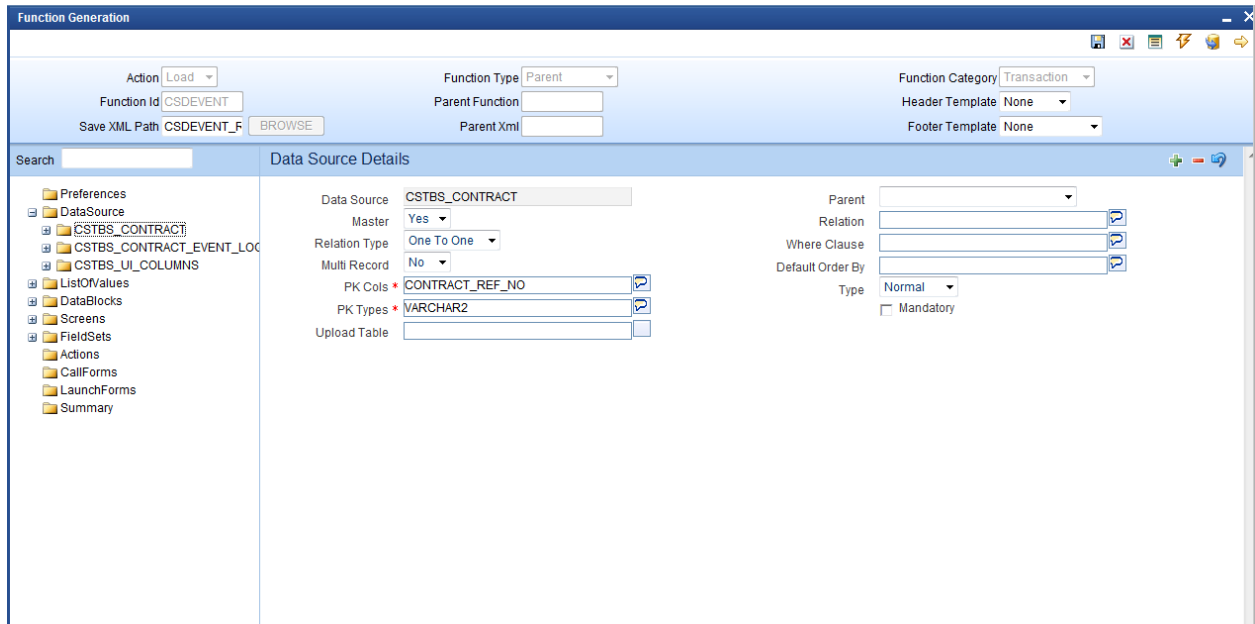 Function Generation
Action Load Function Type Parent Function Category Transaction
Function Id CSDEVENT Parent Function Header Template None
Save XML Path CSDEVENT_F BROWSE Parent Xml Footer Template None
Search Data Source Details
Preferences
DataSource
CSTBS_CONTRACT
CSTBS_CONTRACT_EVENT_LOG
CSTBS_UI_COLUMNS
ListOfValues
DataBlocks
Screens
FieldSets
Actions
CallForms
LaunchForms
Summary
Data Source CSTBS_CONTRACT
Master Yes
Relation Type One To One
Multi Record No
PK Cols * CONTRACT_REF_NO
PK Types * VARCHAR2
Upload Table
Parent
Relation
Where Clause
Default Order By
Type Normal
Mandatory